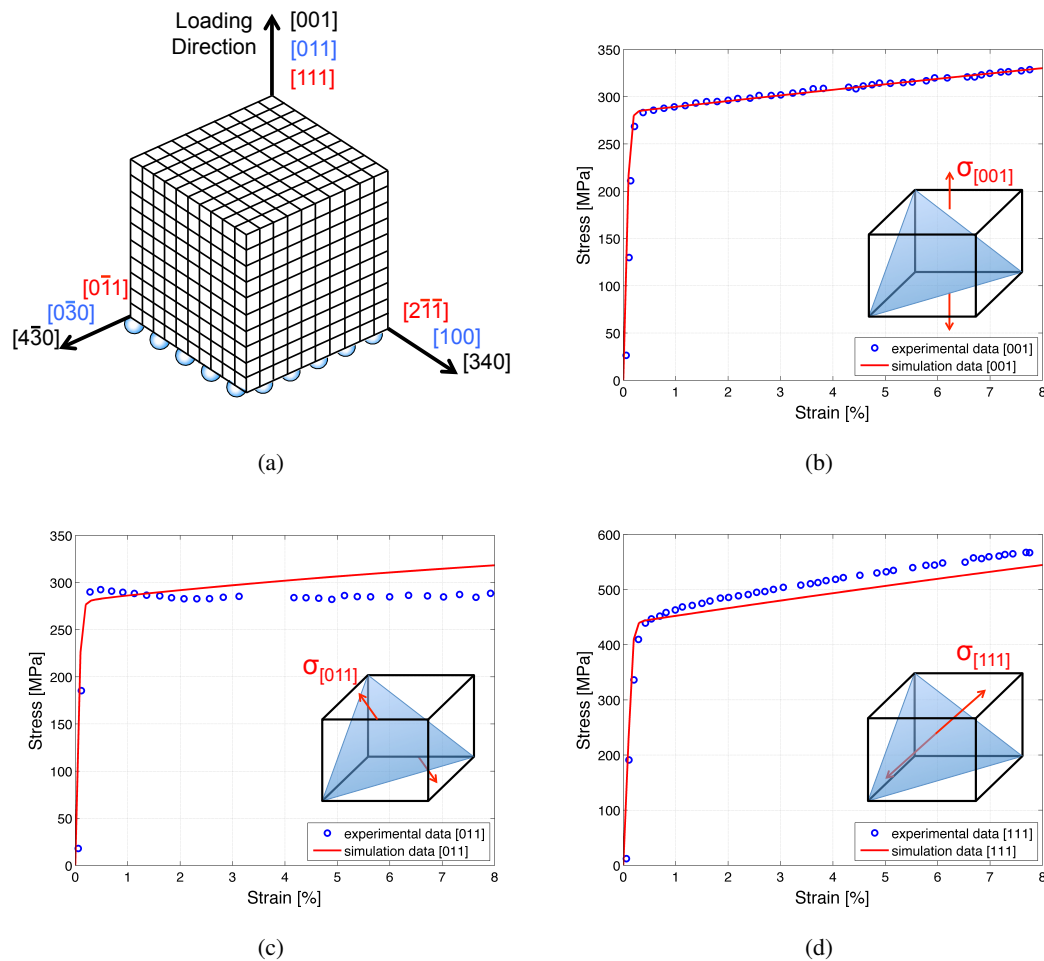 Loading
Direction
[001]
[011]
[111]
[01̄1]
[03̄0]
[43̄0]
[21̄1̄]
[100]
[340]
(a)
350
300
250
200
150
100
50
0
Stress [MPa]
σ[001]
experimental data [001]
simulation data [001]
0 1 2 3 4 5 6 7 8
Strain [%]
(b)
350
300
250
200
150
100
50
0
Stress [MPa]
σ[011]
experimental data [011]
simulation data [011]
0 1 2 3 4 5 6 7 8
Strain [%]
(c)
600
500
400
300
200
100
0
Stress [MPa]
σ[111]
experimental data [111]
simulation data [111]
0 1 2 3 4 5 6 7 8
Strain [%]
(d)